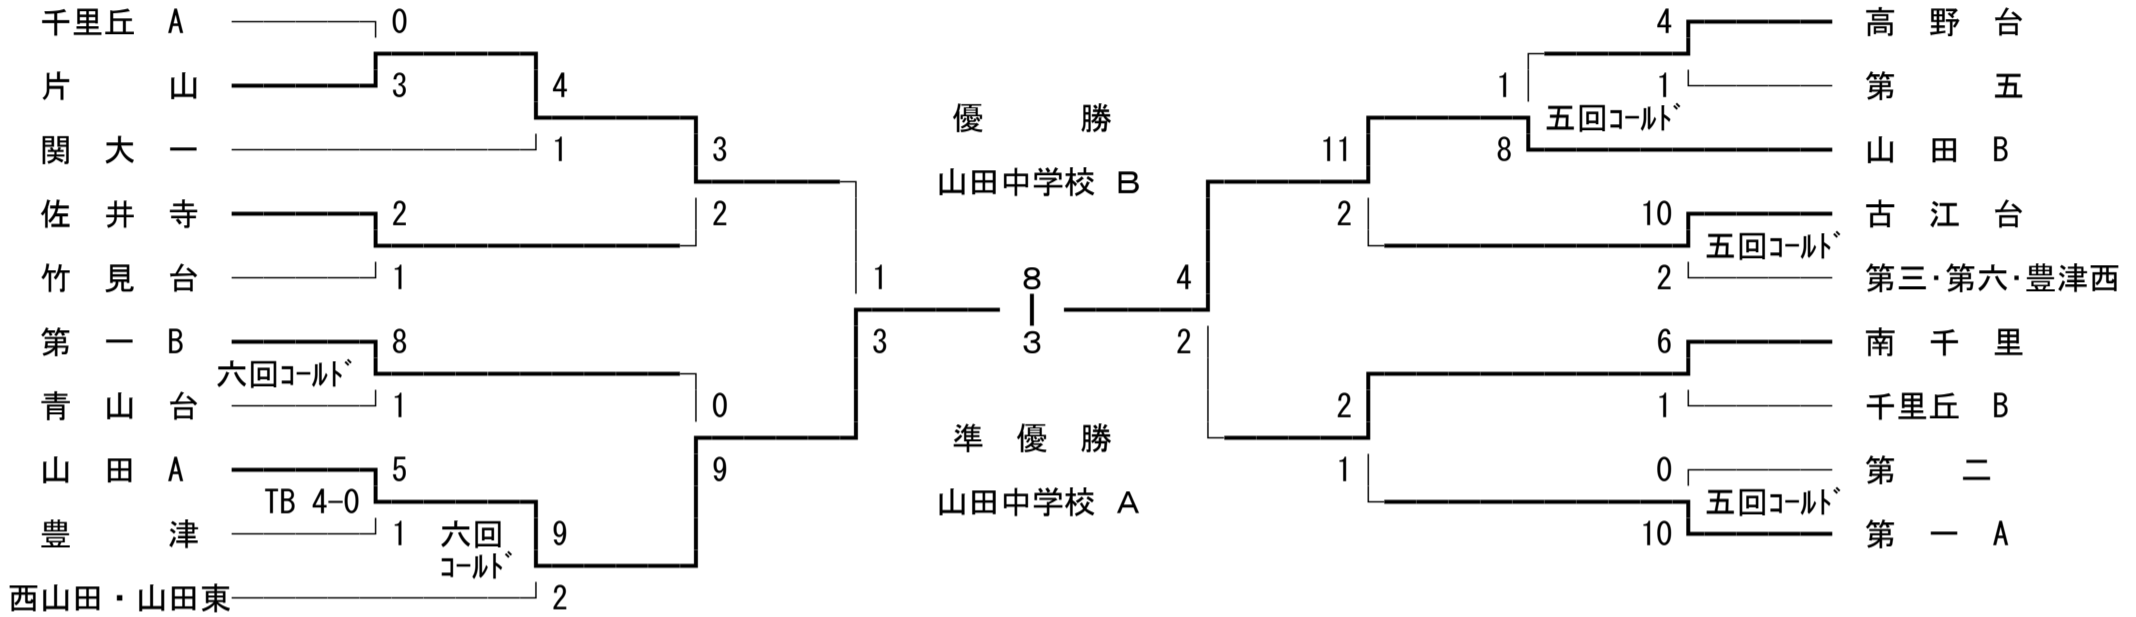 千里丘 A 0
4 高野台
片山 3 4
1 1 第五
優勝
五回ｺｰﾙﾄﾞ
関大一 1 3
11 8 山田B
山田中学校 B
佐井寺 2 2
2 10 古江台
五回ｺｰﾙﾄﾞ
竹見台 1 1 8 4
2 第三・第六・豊津西
第一B 8 3 3 2
6 南千里
六回ｺｰﾙﾄﾞ
青山台 1 0
2 1 千里丘 B
準優勝
山田A 5 9
1 0 第二
TB 4-0
山田中学校 A
五回ｺｰﾙﾄﾞ
豊津 1 六回 9
10 第一A
ｺｰﾙﾄﾞ
西山田・山田東 2